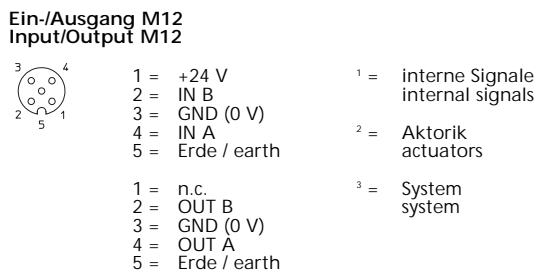 Ein-/Ausgang M12
Input/Output M12
3 4
2 1
5
1 = +24 V
2 = IN B
3 = GND (0 V)
4 = IN A
5 = Erde / earth
1 = n.c.
2 = OUT B
3 = GND (0 V)
4 = OUT A
5 = Erde / earth
1 = interne Signale
internal signals
2 = Aktorik
actuators
3 = System
system